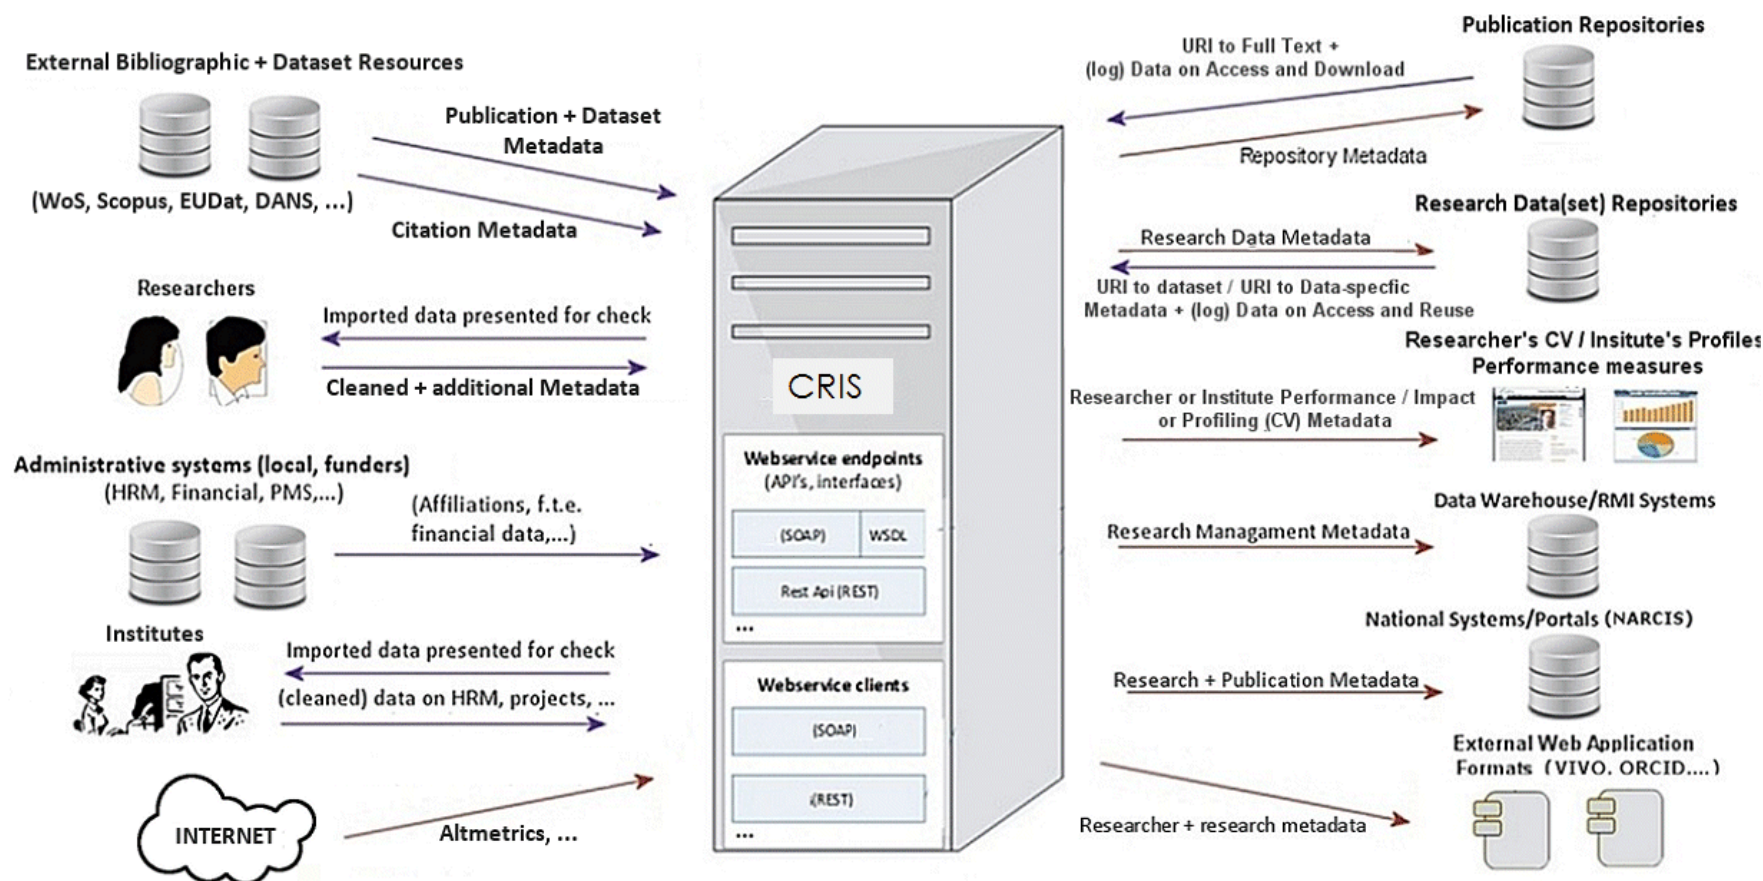 External Bibliographic + Dataset Resources
(WoS, Scopus, EUDat, DANS, ...)
Publication + Dataset
Metadata
Citation Metadata
Researchers
Imported data presented for check
Cleaned + additional Metadata
Administrative systems (local, funders)
(HRM, Financial, PMS,...)
(Affiliations, f.t.e.
financial data,...)
Institutes
Imported data presented for check
(cleaned) data on HRM, projects, ...
INTERNET
Altmetrics, ...
CRIS
Webservice endpoints
(API's, interfaces)
(SOAP)
WSDL
Rest Api (REST)
...
Webservice clients
(SOAP)
(REST)
...
Publication Repositories
URI to Full Text +
(log) Data on Access and Download
Repository Metadata
Research Data(set) Repositories
Research Data Metadata
URI to dataset / URI to Data-specfic
Metadata + (log) Data on Access and Reuse
Researcher's CV / Insitute's Profiles
Performance measures
Researcher or Institute Performance / Impact
or Profiling (CV) Metadata
Data Warehouse/RMI Systems
Research Managament Metadata
National Systems/Portals (NARCIS)
Research + Publication Metadata
External Web Application
Formats (VIVO, ORCID....)
Researcher + research metadata